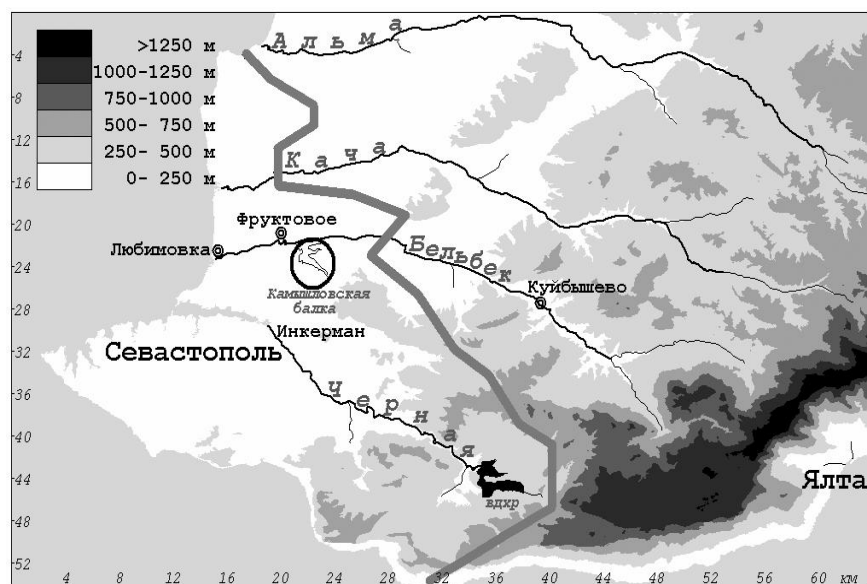 >1250 м
1000-1250 м
750-1000 м
500- 750 м
250- 500 м
0- 250 м
Альма
Кача
Фруктовое
Любимовка
Бельбек
Камышловская
балка
Куйбышево
Инкерман
Севастополь
Черная
вдхр
Ялта
4
8
12
16
20
24
28
32
36
40
44
48
52
4 8 12 16 20 24 28 32 36 40 44 48 52 56 60 км